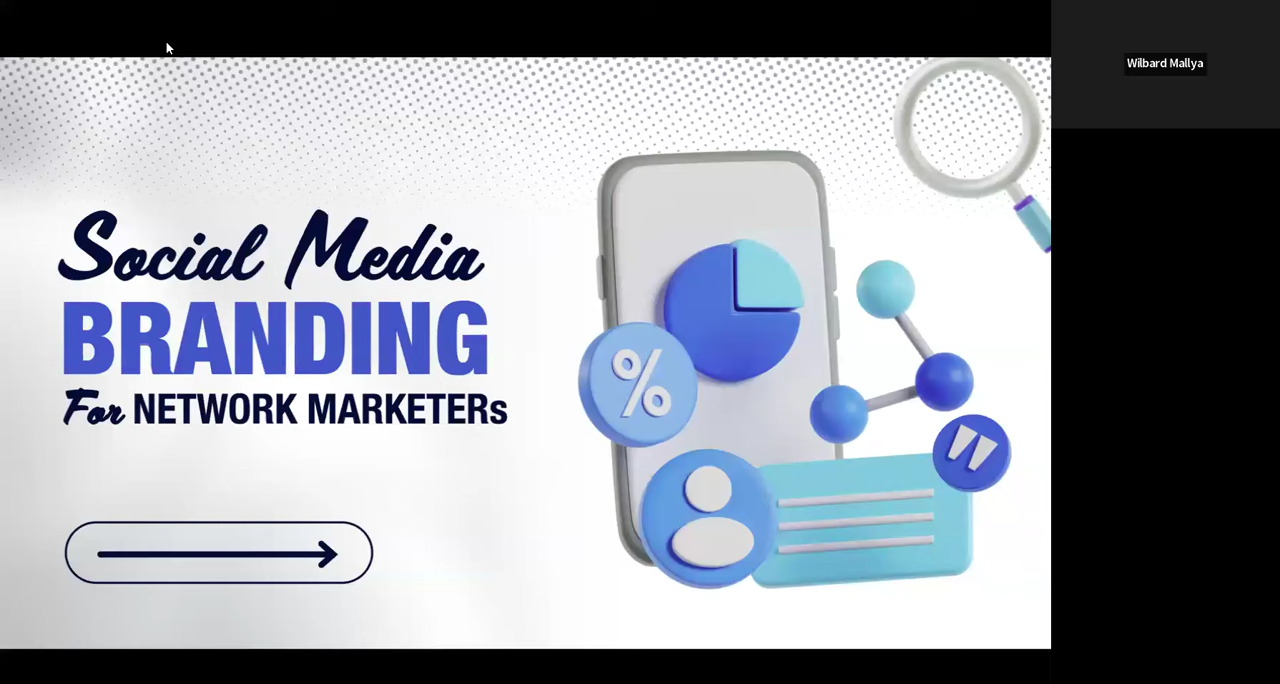 Social Media
BRANDING
For NETWORK MARKETERs
%
Wilbard Mallya